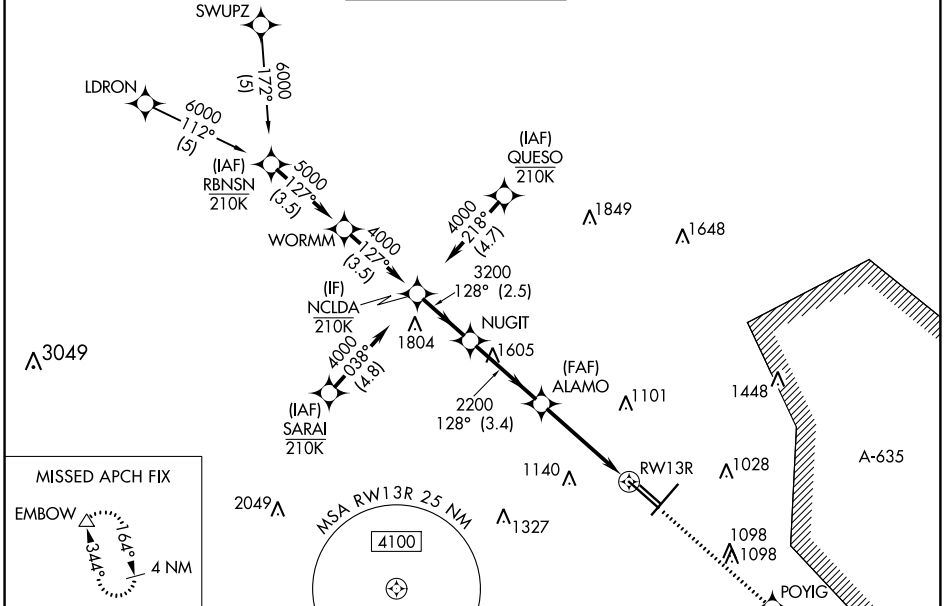 SWUPZ
6000
172°
(5)
LDRON
6000
112°
(5)
(IAF)
RBNSN
210K
5000
127°
(3.5)
(IAF)
QUESO
210K
4000
218°
(4.7)
1849
1648
WORMM
4000
127°
(3.5)
3200
128° (2.5)
(IF)
NCLDA
210K
1804
NUGIT
1605
3049
4000
038°
(4.8)
(IAF)
SARAI
210K
2200
128° (3.4)
(FAF)
ALAMO
1101
1448
A-635
MISSED APCH FIX
EMBOW
164°
344°
4 NM
2049
MSA RW13R 25 NM
4100
1140
RW13R
1028
1327
1098
1098
POYIG